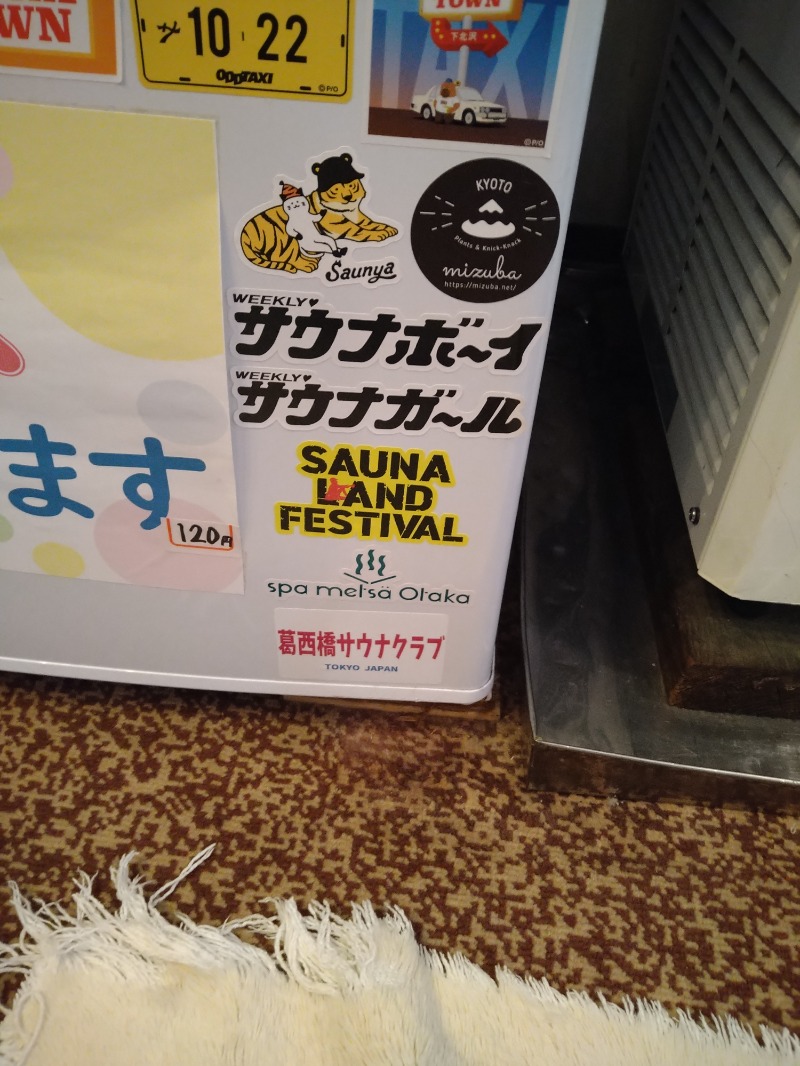 WN
メ 10-22
ODDTAXI
©P/O
TOWN
下北沢
TAXI
©P/O
Saunya
KYOTO
Plants & Knick-Knack
mizuba
https://mizuba.net/
WEEKLY♥
サウナボ〜イ
WEEKLY♥
サウナガ〜ル
SAUNA
LAND
FESTIVAL
spa metsä Otaka
葛西橋サウナクラブ
TOKYO JAPAN
ます
120円